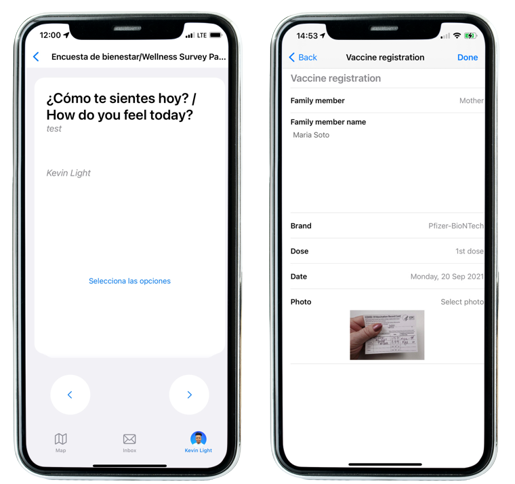 12:00
LTE
Encuesta de bienestar/Wellness Survey Pa...
¿Cómo te sientes hoy? /
How do you feel today?
test
Kevin Light
Selecciona las opciones
Map
Inbox
Kevin Light
14:53
Back
Vaccine registration
Done
Vaccine registration
Family member
Mother
Family member name
Maria Soto
Brand
Pfizer-BioNTech
Dose
1st dose
Date
Monday, 20 Sep 2021
Photo
Select photo